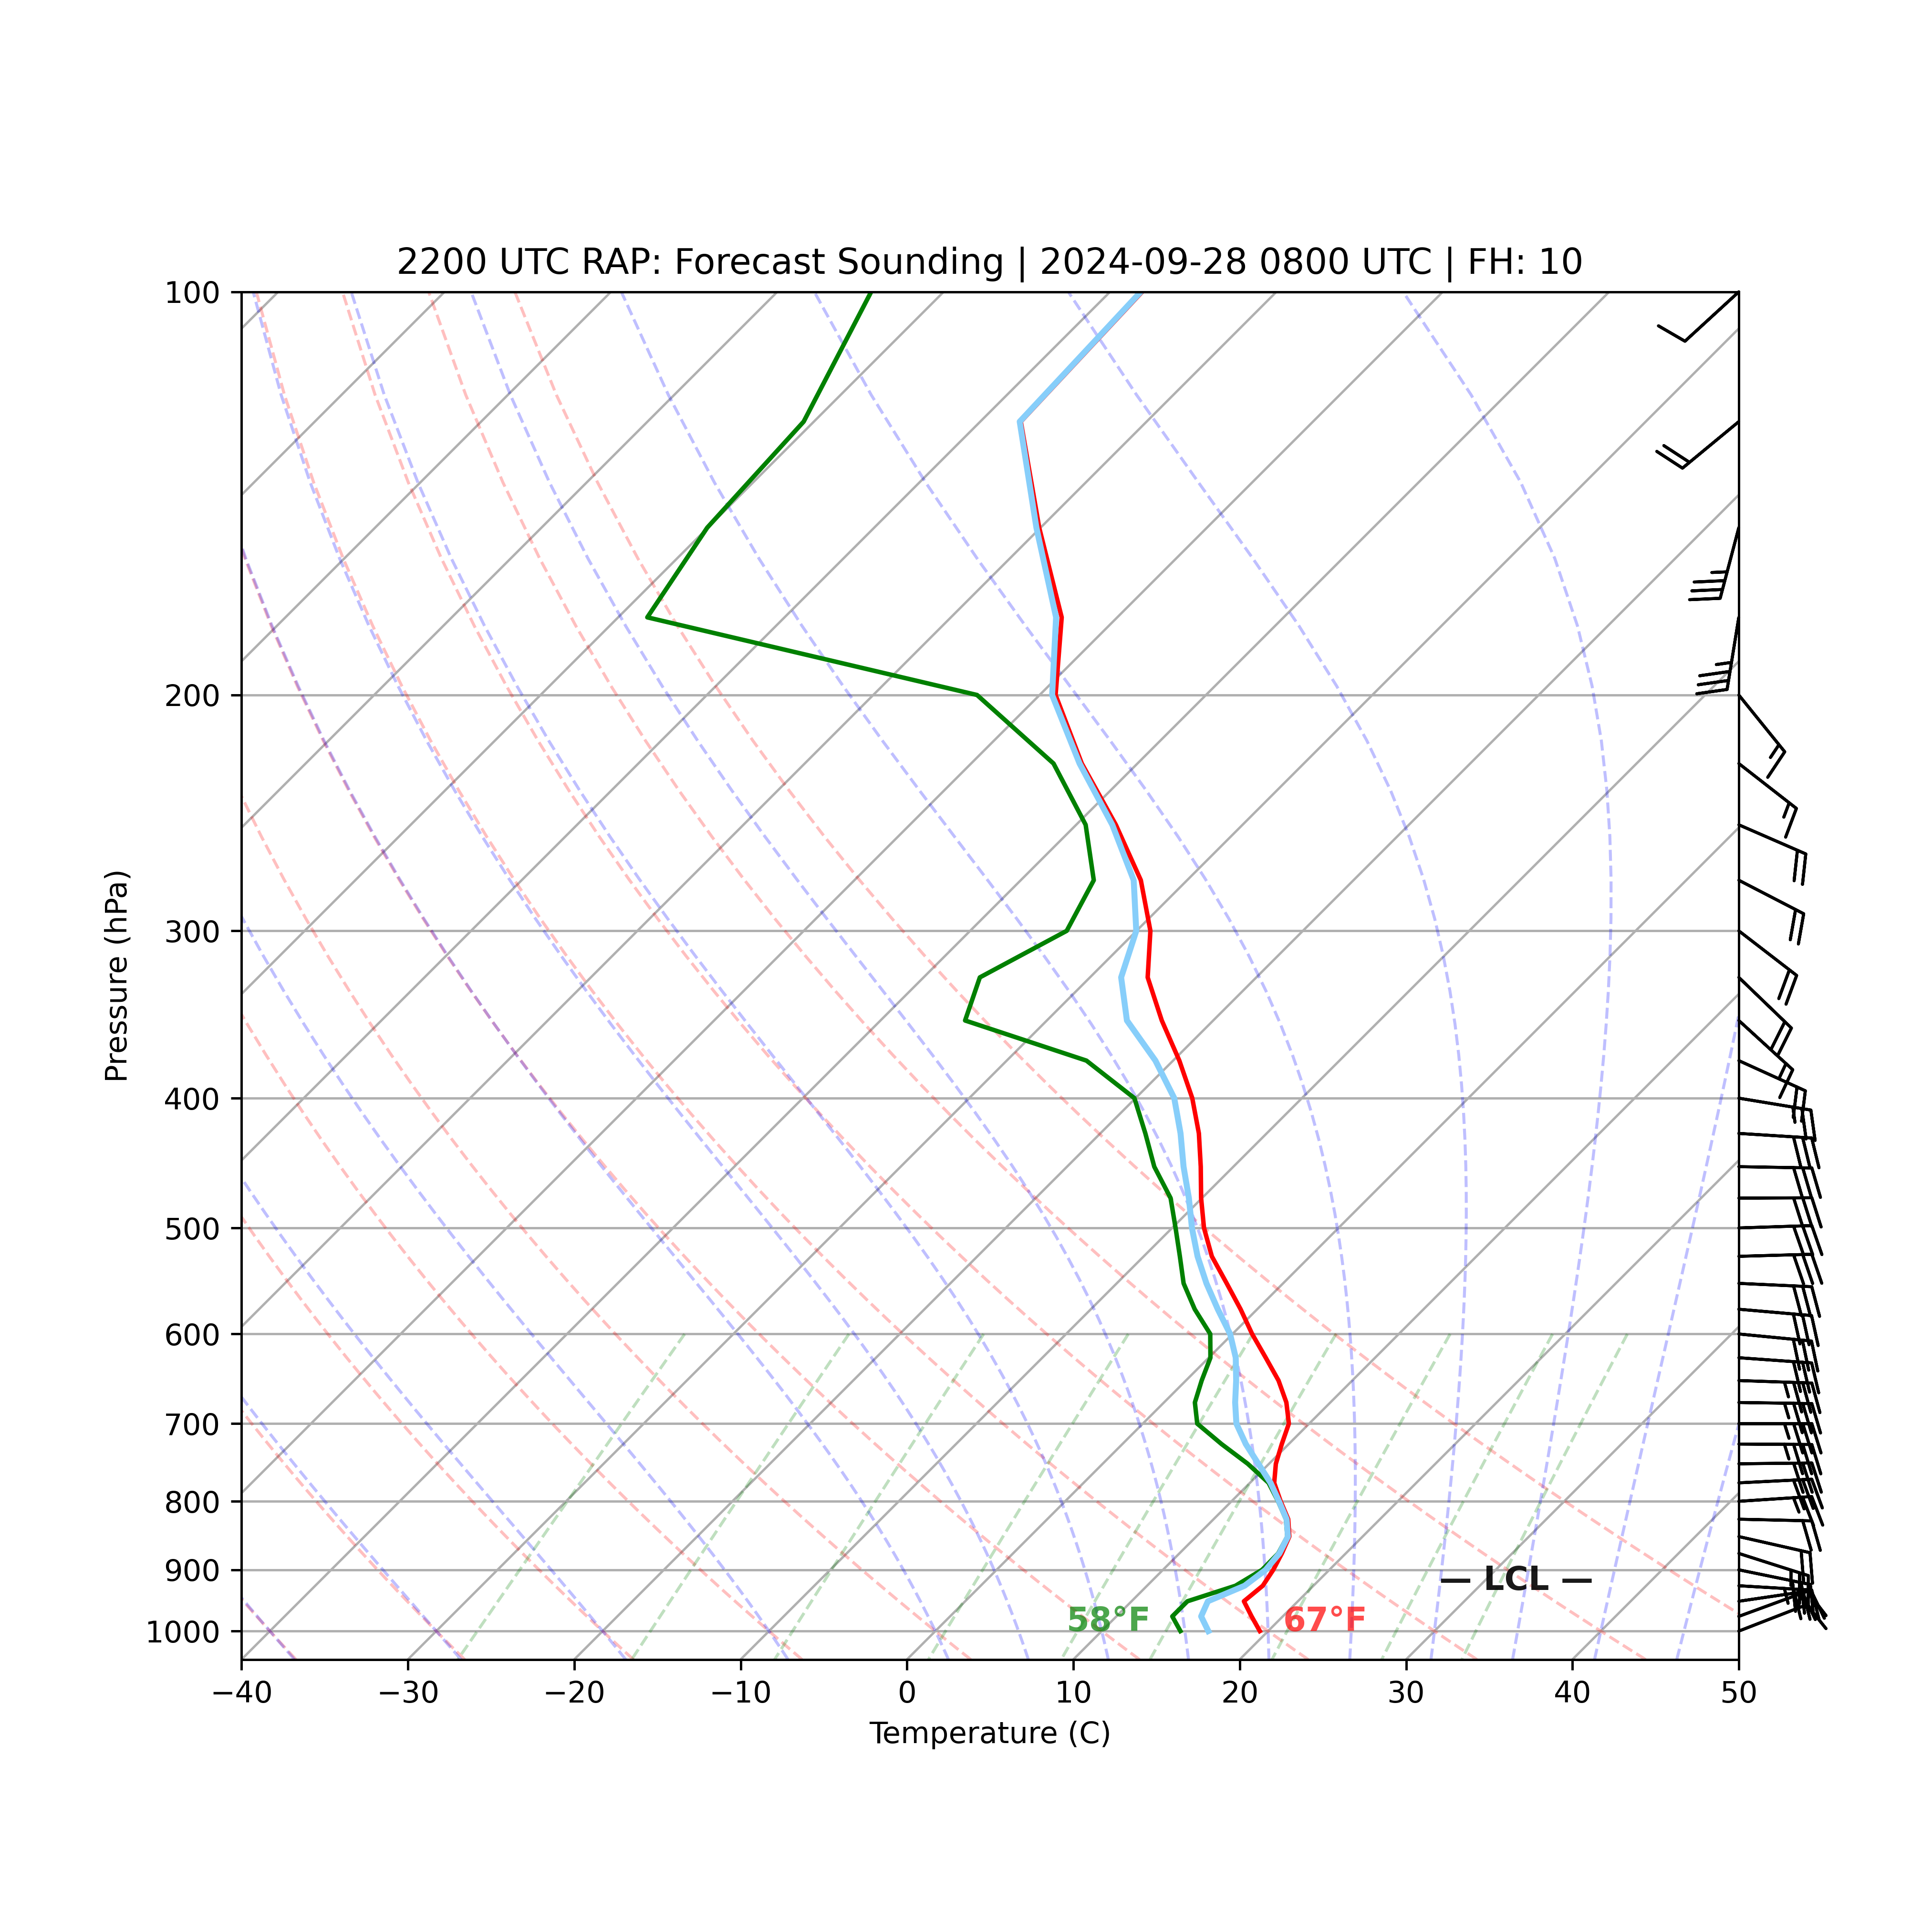 2200 UTC RAP: Forecast Sounding | 2024-09-28 0800 UTC | FH: 10
100
200
300
400
500
600
700
800
900
1000
Pressure (hPa)
— LCL —
58°F 67°F
−40 −30 −20 −10 0 10 20 30 40 50
Temperature (C)